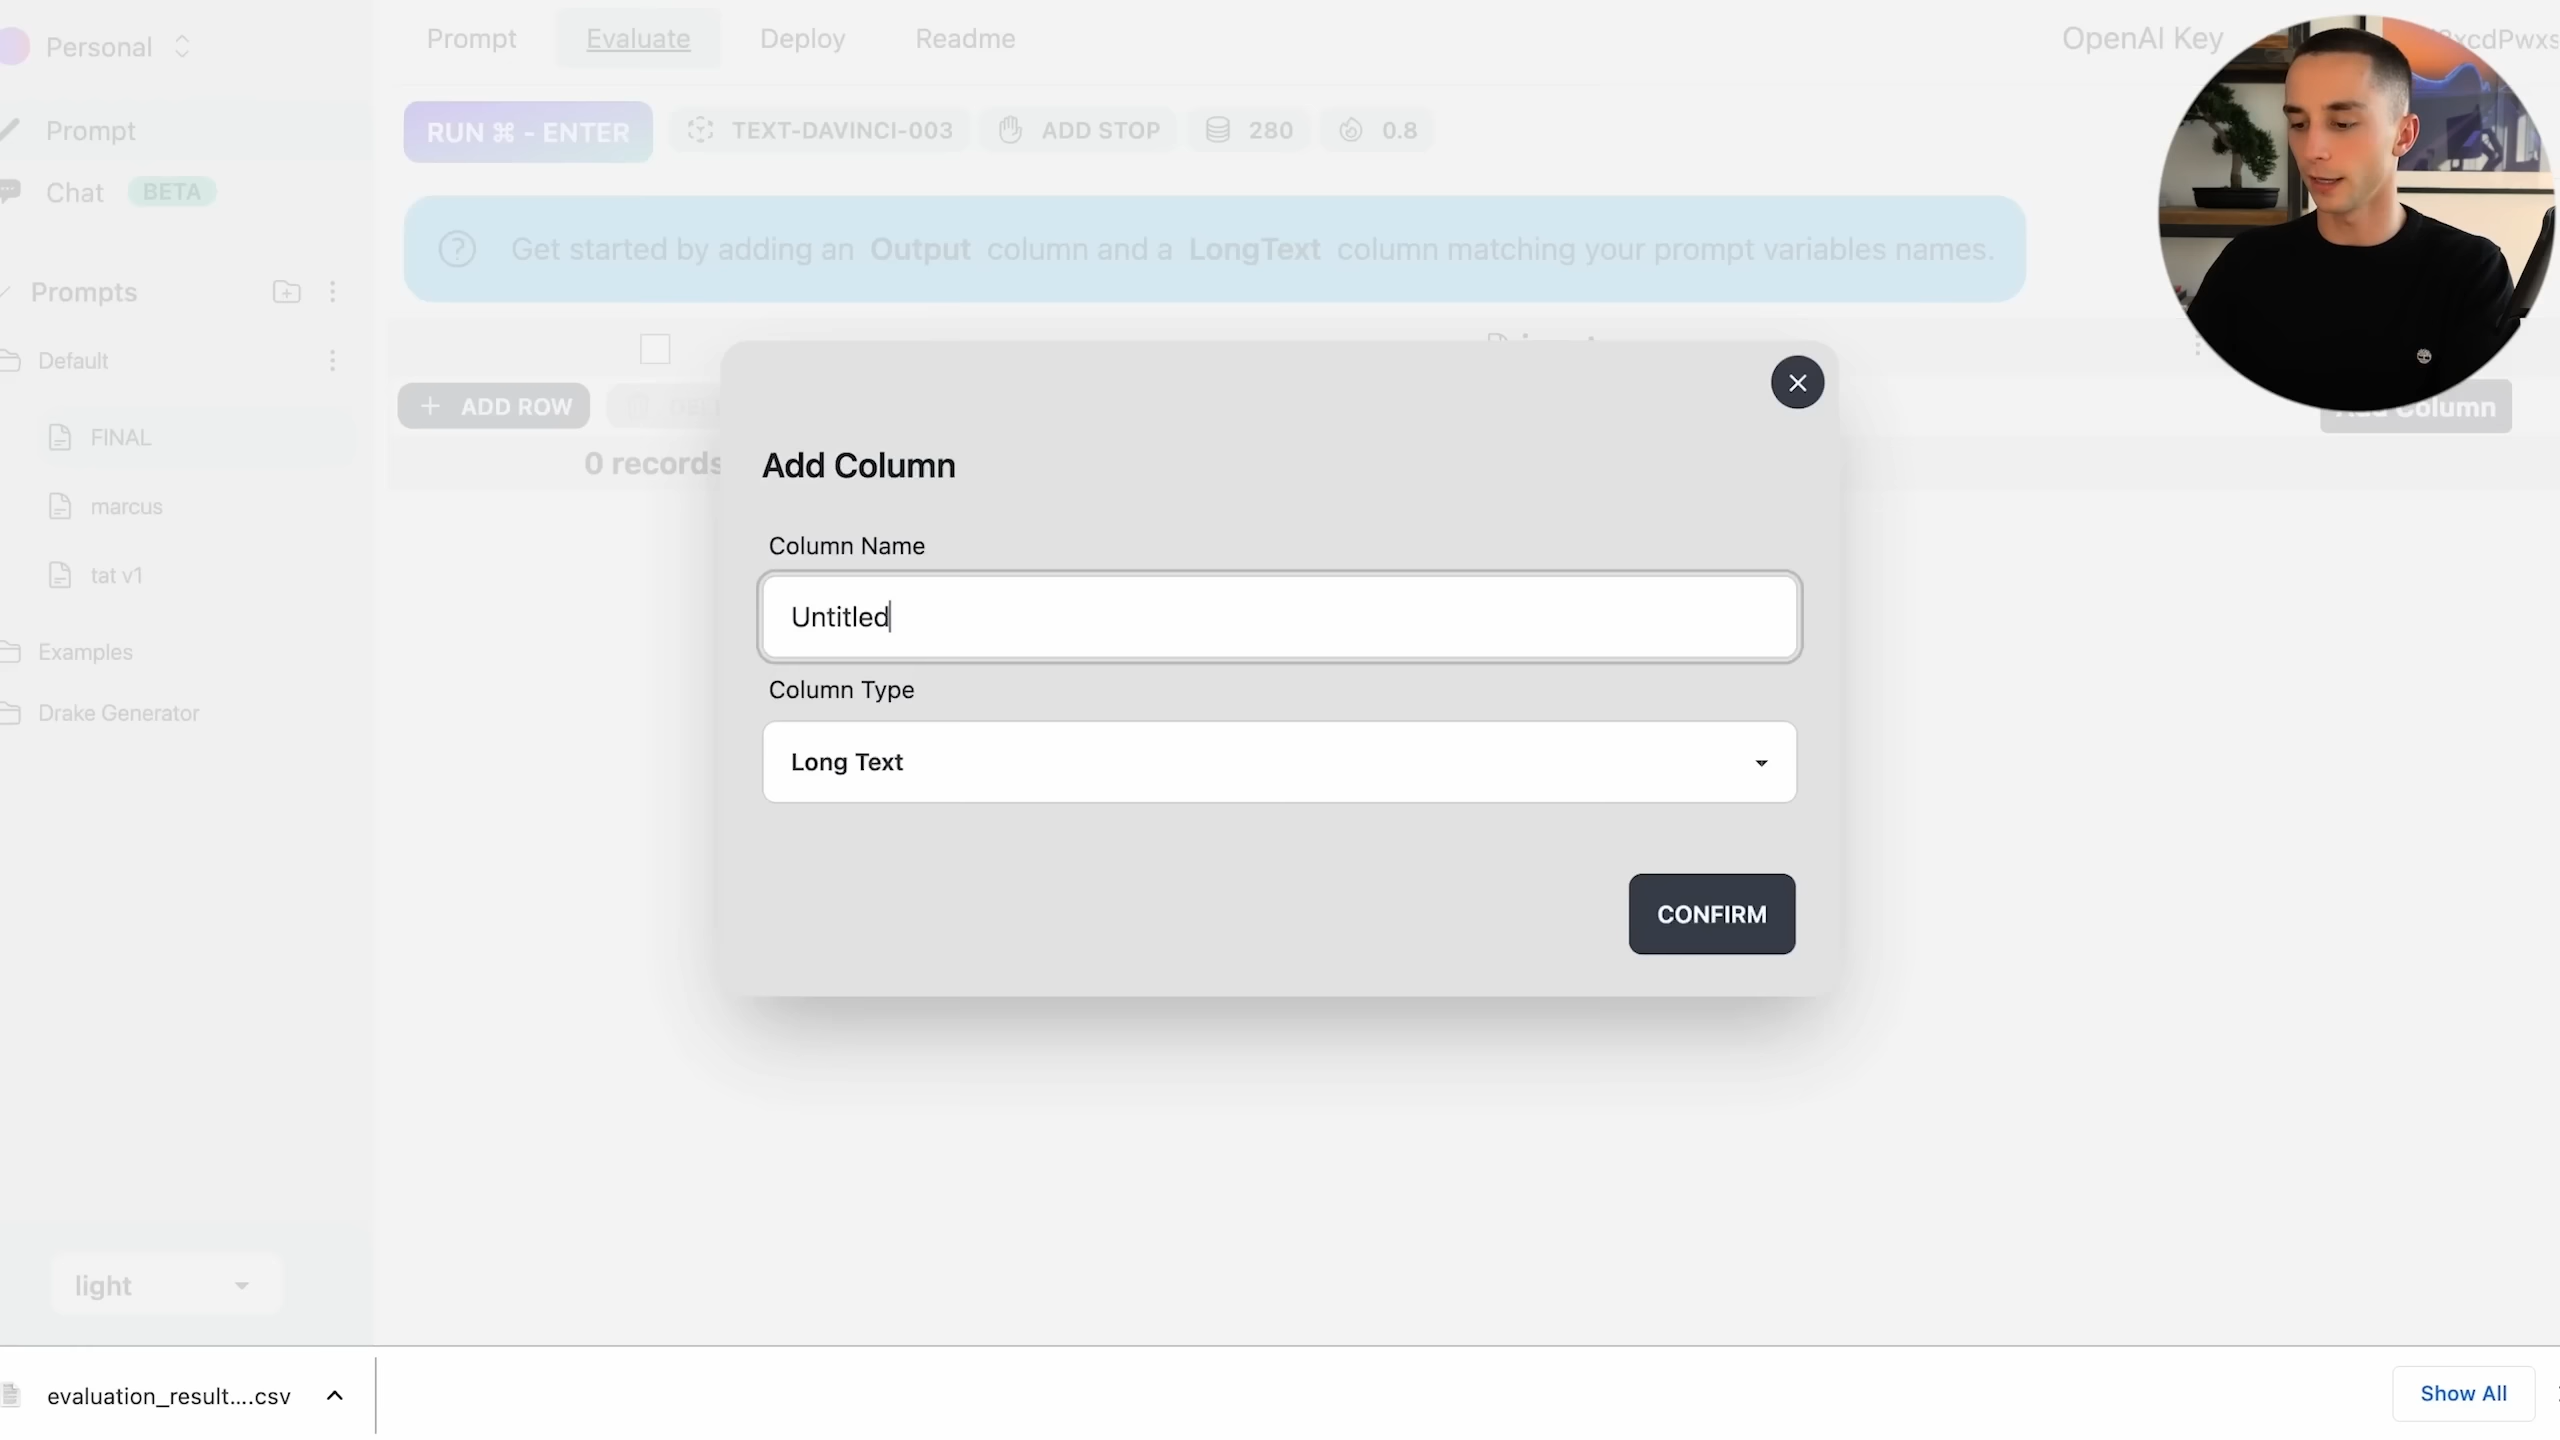 Personal
Prompt
Evaluate
Deploy
Readme
OpenAI Key
xcdPwxs
Prompt
RUN ⌘ - ENTER
TEXT-DAVINCI-003
ADD STOP
280
0.8
Chat
BETA
Get started by adding an Output column and a LongText column matching your prompt variables names.
Prompts
Default
ADD ROW
Column
FINAL
0 records
Add Column
marcus
Column Name
Untitled
tat v1
Column Type
Examples
Drake Generator
Long Text
CONFIRM
light
evaluation_result....csv
Show All